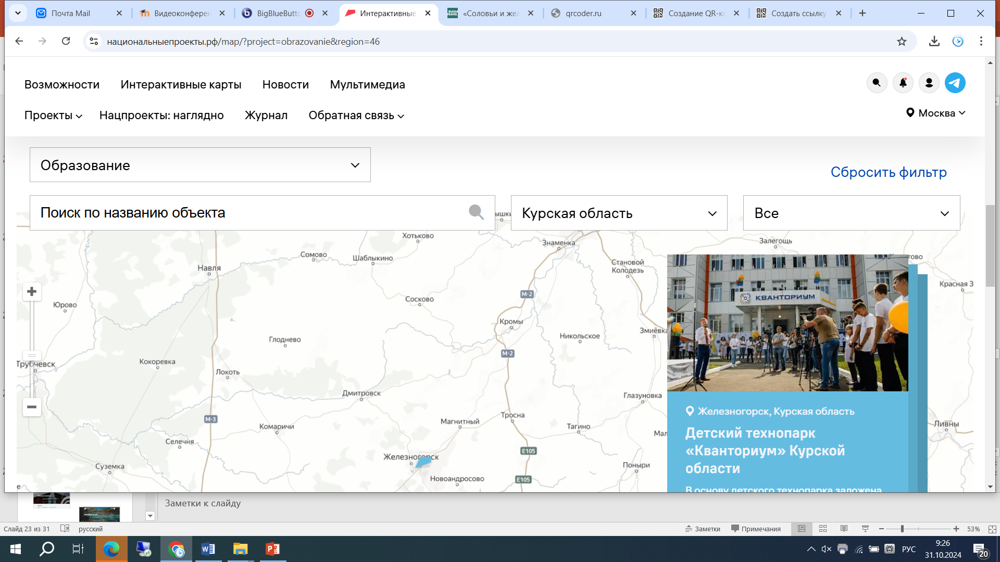 Почта Mail
Видеоконферен
BigBlueButto
Интерактивные
«Соловьи и жел
qrcoder.ru
Создание QR-ко
Создать ссылку
национальныепроекты.рф/map/?project=obrazovanie&region=46
Возможности Интерактивные карты Новости Мультимедиа
Проекты Нацпроекты: наглядно Журнал Обратная связь
Москва
Образование
Сбросить фильтр
Поиск по названию объекта
Курская область
Все
Хотьково
Знаменка
Залегощь
Сомово
Шаблыкино
Становой
Колодезь
Навля
Красная З
М-2
КВАНТОРИУМ
Сосково
Юрово
Кромы
Змиёвка
Никольское
Глоднево
М-2
Кокоревка
Трубчевск
Локоть
Дмитровск
Глазуновка
Железногорск, Курская область
Тросна
М-3
Магнитный
Ливны
Комаричи
Тагино
Мал
Детский технопарк
«Кванториум» Курской
области
Селечня
E105
Железногорск
Суземка
Поныри
Новоандросово
E105
В основу детского технопарка заложена
Заметки к слайду
Слайд 23 из 31
русский
Заметки
Примечания
53%
РУС
9:26
31.10.2024
20